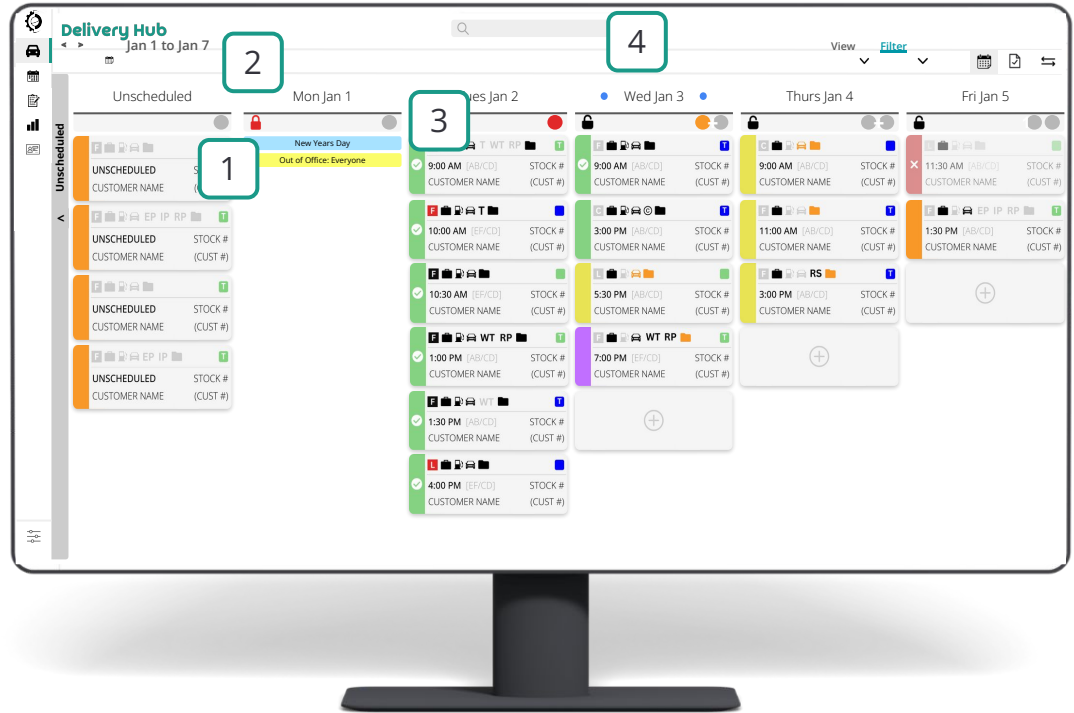 Delivery Hub
Jan 1 to Jan 7
View
Filter
1
2
3
4
Unscheduled
<
Unscheduled
F
UNSCHEDULED
CUSTOMER NAME
F EP IP RP T
UNSCHEDULED STOCK #
CUSTOMER NAME (CUST #)
F T
UNSCHEDULED STOCK #
CUSTOMER NAME (CUST #)
F EP IP T
UNSCHEDULED STOCK #
CUSTOMER NAME (CUST #)
Mon Jan 1
New Years Day
Out of Office: Everyone
ues Jan 2
T WT RP T
9:00 AM [AB/CD] STOCK #
CUSTOMER NAME (CUST #)
F T
10:00 AM [EF/CD] STOCK #
CUSTOMER NAME (CUST #)
F
10:30 AM [EF/CD] STOCK #
CUSTOMER NAME (CUST #)
F WT RP T
1:00 PM [AB/CD] STOCK #
CUSTOMER NAME (CUST #)
F WT T
1:30 PM [AB/CD] STOCK #
CUSTOMER NAME (CUST #)
L
4:00 PM [EF/CD] STOCK #
CUSTOMER NAME (CUST #)
Wed Jan 3
F T
9:00 AM [AB/CD] STOCK #
CUSTOMER NAME (CUST #)
C © T
3:00 PM [AB/CD] STOCK #
CUSTOMER NAME (CUST #)
L
5:30 PM [AB/CD] STOCK #
CUSTOMER NAME (CUST #)
F WT RP T
7:00 PM [EF/CD] STOCK #
CUSTOMER NAME (CUST #)
Thurs Jan 4
C
9:00 AM [AB/CD] STOCK #
CUSTOMER NAME (CUST #)
F T
11:00 AM [AB/CD] STOCK #
CUSTOMER NAME (CUST #)
F RS T
3:00 PM [AB/CD] STOCK #
CUSTOMER NAME (CUST #)
Fri Jan 5
L
11:30 AM [AB/CD] STOCK #
CUSTOMER NAME (CUST #)
F EP IP RP T
1:30 PM [AB/CD] STOCK #
CUSTOMER NAME (CUST #)